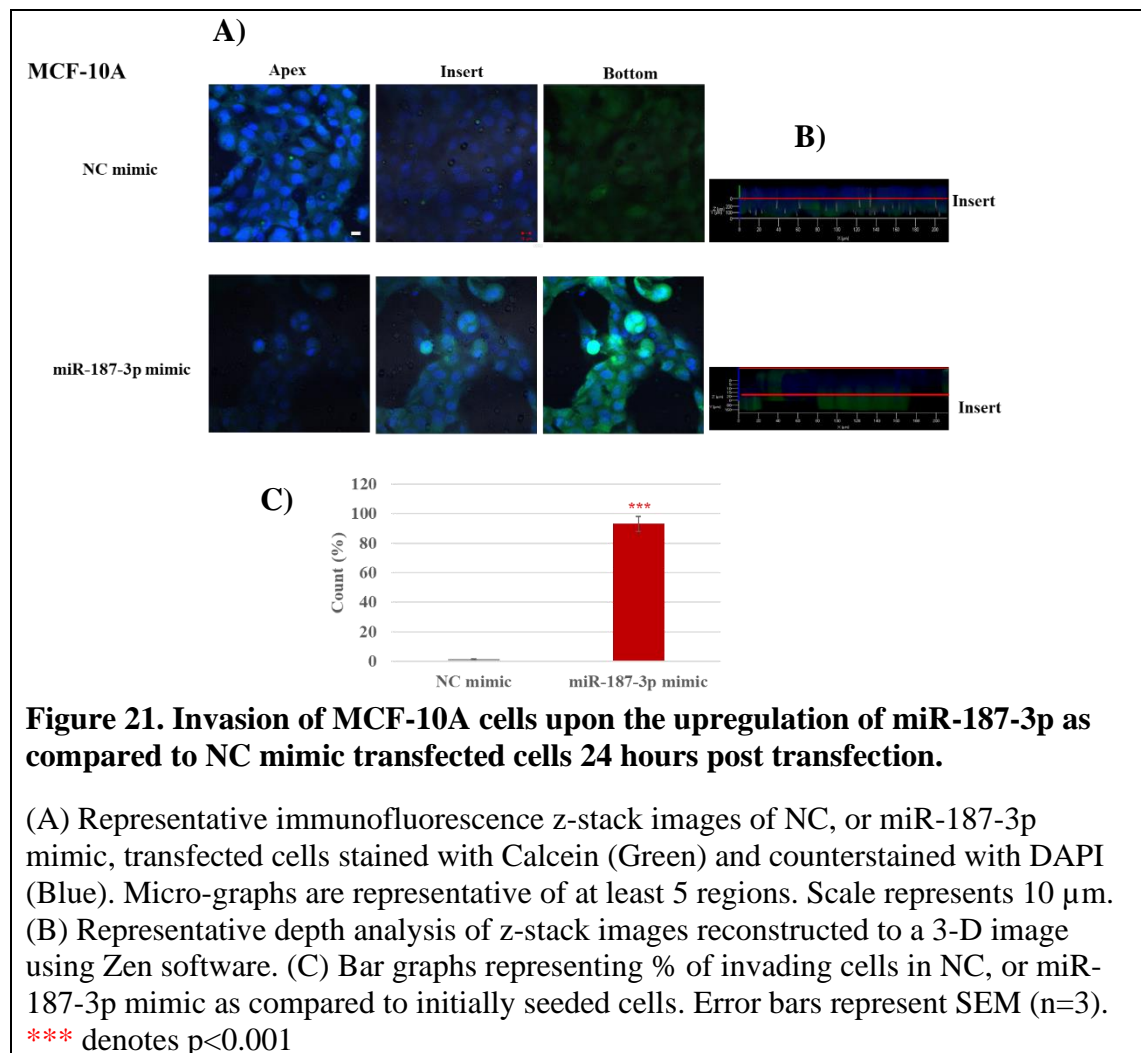 A)
MCF-10A
Apex Insert Bottom
NC mimic
B)
Insert
miR-187-3p mimic
Insert
C)
120
100
80
60
40
20
0
Count (%)
***
NC mimic miR-187-3p mimic
Figure 21. Invasion of MCF-10A cells upon the upregulation of miR-187-3p as
compared to NC mimic transfected cells 24 hours post transfection.
(A) Representative immunofluorescence z-stack images of NC, or miR-187-3p
mimic, transfected cells stained with Calcein (Green) and counterstained with DAPI
(Blue). Micro-graphs are representative of at least 5 regions. Scale represents 10 µm.
(B) Representative depth analysis of z-stack images reconstructed to a 3-D image
using Zen software. (C) Bar graphs representing % of invading cells in NC, or miR-
187-3p mimic as compared to initially seeded cells. Error bars represent SEM (n=3).
*** denotes p<0.001